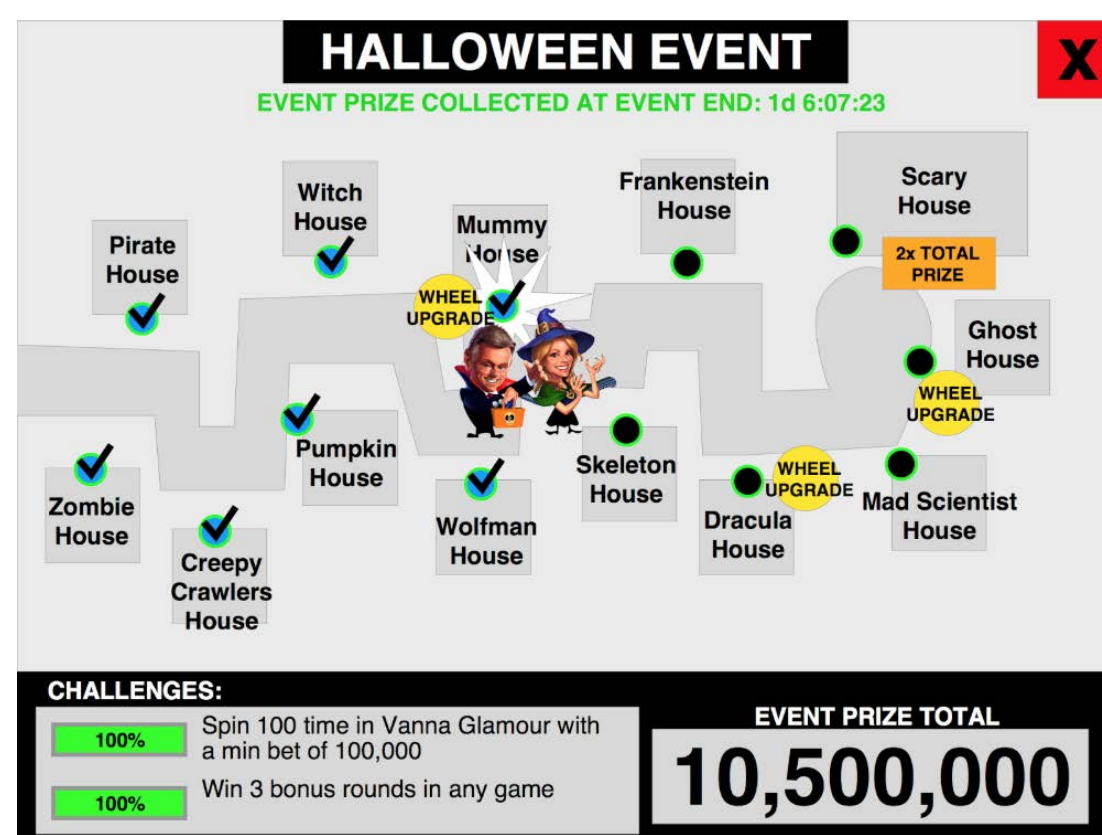 HALLOWEEN EVENT
X
EVENT PRIZE COLLECTED AT EVENT END: 1d 6:07:23
Pirate
House
Witch
House
Mummy
House
WHEEL
UPGRADE
Frankenstein
House
Scary
House
2x TOTAL
PRIZE
Ghost
House
WHEEL
UPGRADE
Zombie
House
Creepy
Crawlers
House
Pumpkin
House
Wolfman
House
Skeleton
House
Dracula
House
WHEEL
UPGRADE
Mad Scientist
House
CHALLENGES:
100%
Spin 100 time in Vanna Glamour with
a min bet of 100,000
100%
Win 3 bonus rounds in any game
EVENT PRIZE TOTAL
10,500,000